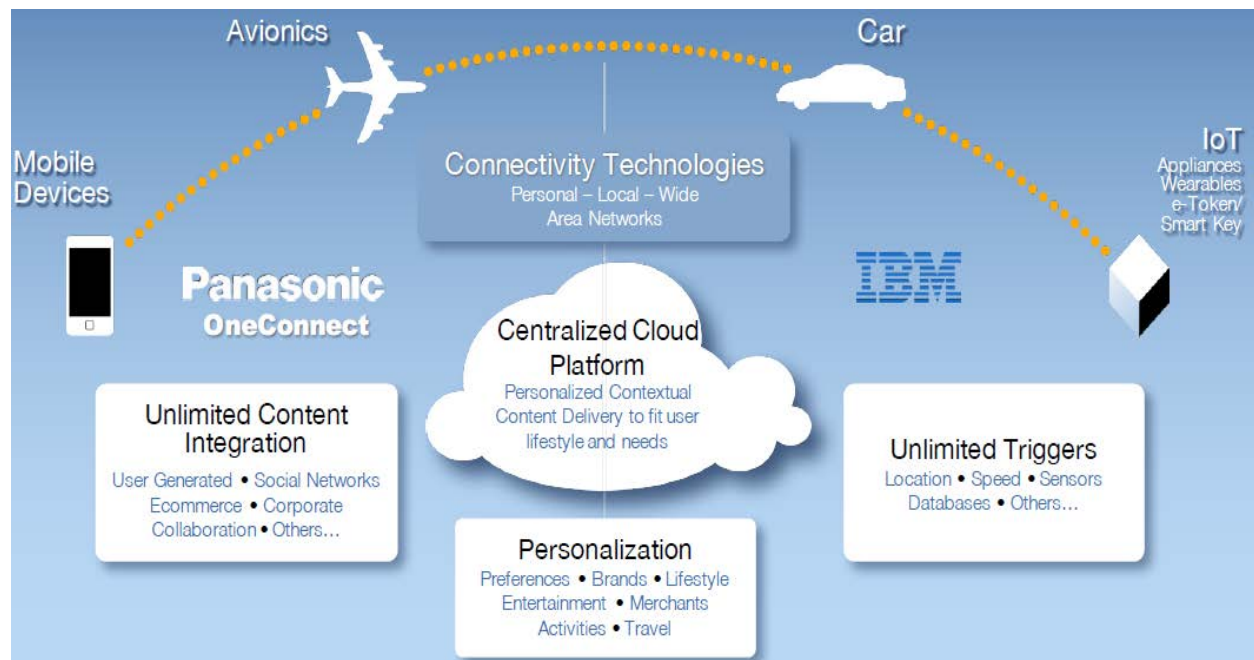 Avionics
Car
Mobile
Devices
IoT
Appliances
Wearables
e-Token/
Smart Key
Connectivity Technologies
Personal – Local – Wide
Area Networks
Panasonic
OneConnect
IBM
Centralized Cloud
Platform
Personalized Contextual
Content Delivery to fit user
lifestyle and needs
Unlimited Content
Integration
User Generated • Social Networks
Ecommerce • Corporate
Collaboration • Others...
Unlimited Triggers
Location • Speed • Sensors
Databases • Others...
Personalization
Preferences • Brands • Lifestyle
Entertainment • Merchants
Activities • Travel